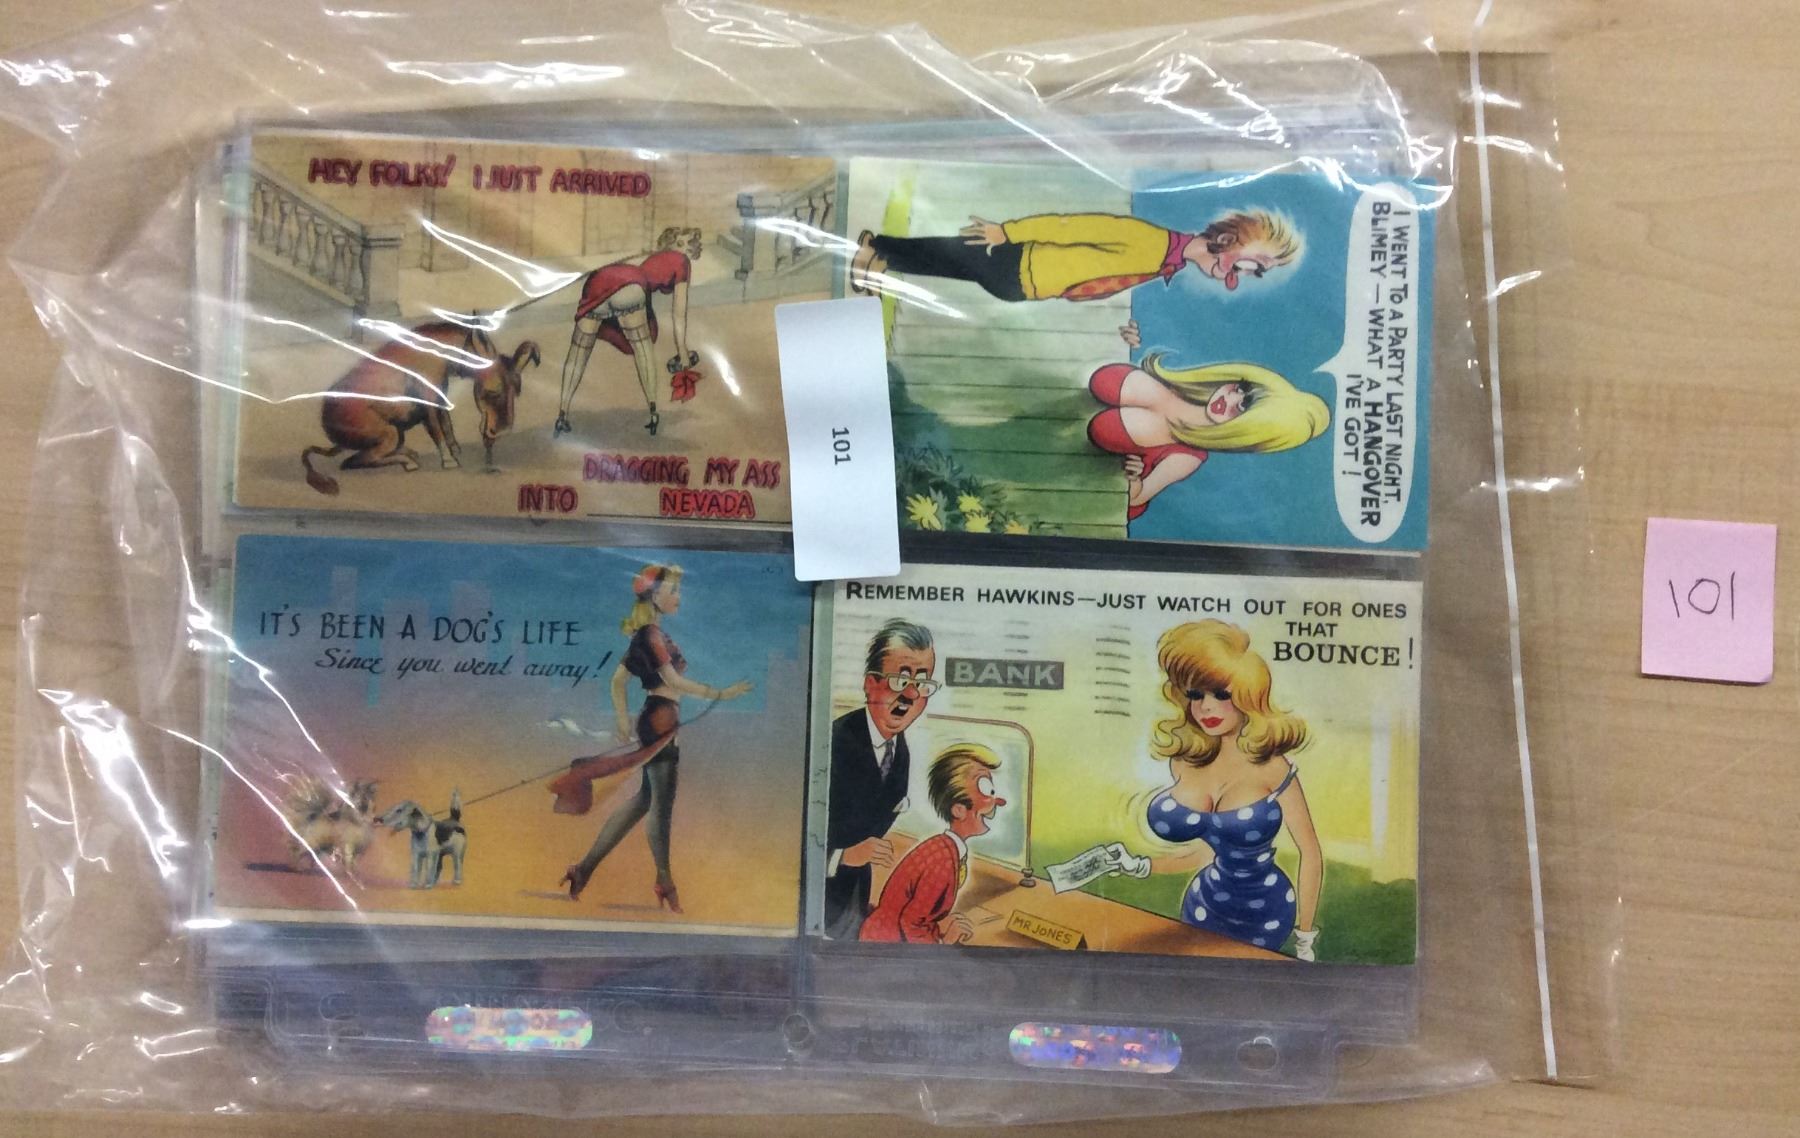 HEY FOLKS! I JUST ARRIVED
DRAGGING MY ASS
INTO NEVADA
I WENT TO A PARTY LAST NIGHT,
BLIMEY — WHAT A HANGOVER
I'VE GOT!
101
IT'S BEEN A DOG'S LIFE
Since you went away!
REMEMBER HAWKINS—JUST WATCH OUT FOR ONES
THAT
BOUNCE!
BANK
MR JONES
101